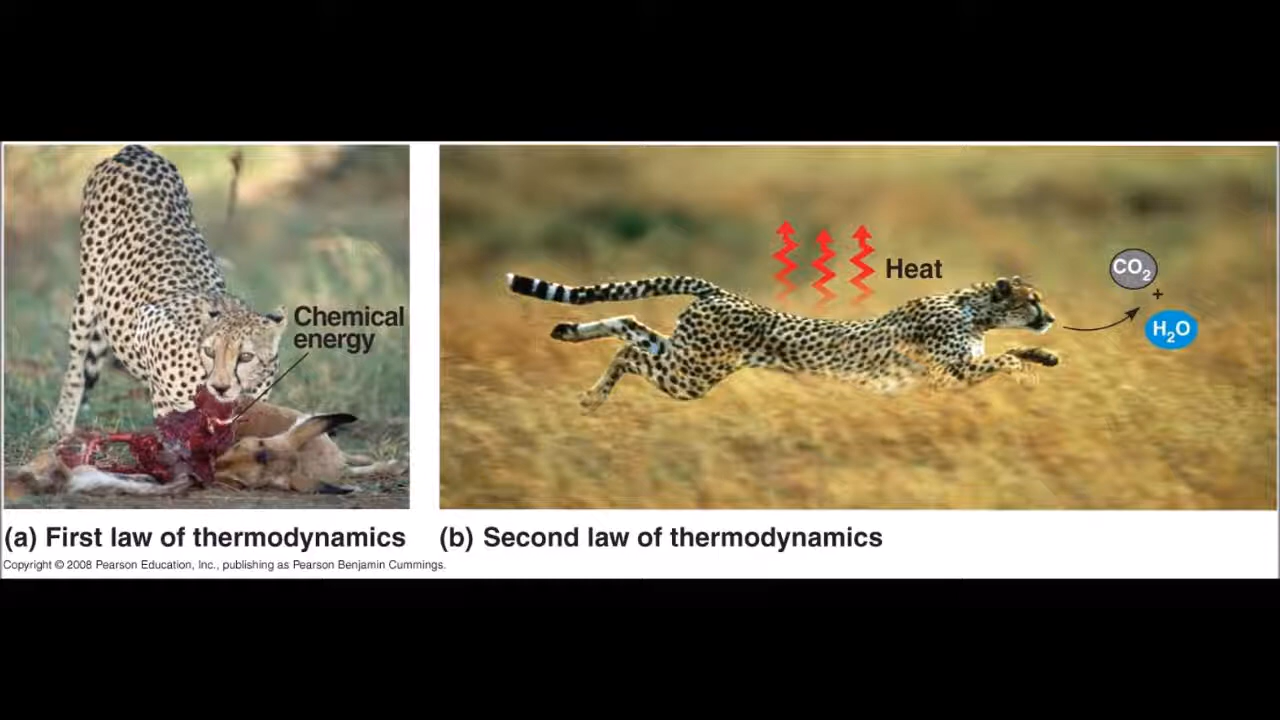 Chemical
energy
Heat
CO₂
+
H₂O
(a) First law of thermodynamics
(b) Second law of thermodynamics
Copyright © 2008 Pearson Education, Inc., publishing as Pearson Benjamin Cummings.